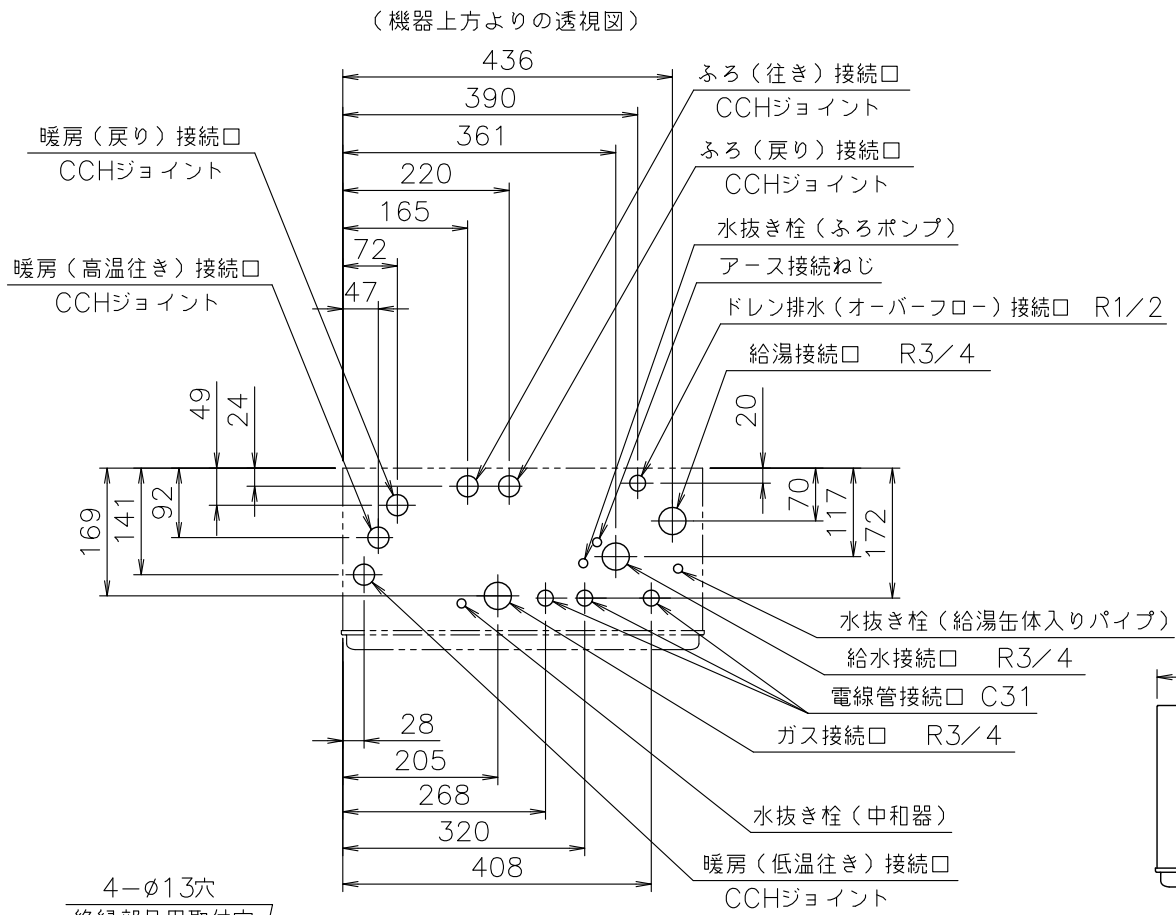 （機器上方よりの透視図）
436
ふろ（往き）接続口
CCHジョイント
390
暖房（戻り）接続口
CCHジョイント
361
ふろ（戻り）接続口
CCHジョイント
220
165
水抜き栓（ふろポンプ）
72
アース接続ねじ
暖房（高温往き）接続口
CCHジョイント
47
ドレン排水（オーバーフロー）接続口 R1/2
給湯接続口 R3/4
49
24
20
169
141
92
70
117
172
水抜き栓（給湯缶体入りパイプ）
給水接続口 R3/4
電線管接続口 C31
28
ガス接続口 R3/4
205
268
水抜き栓（中和器）
320
暖房（低温往き）接続口
CCHジョイント
408
4-φ13穴